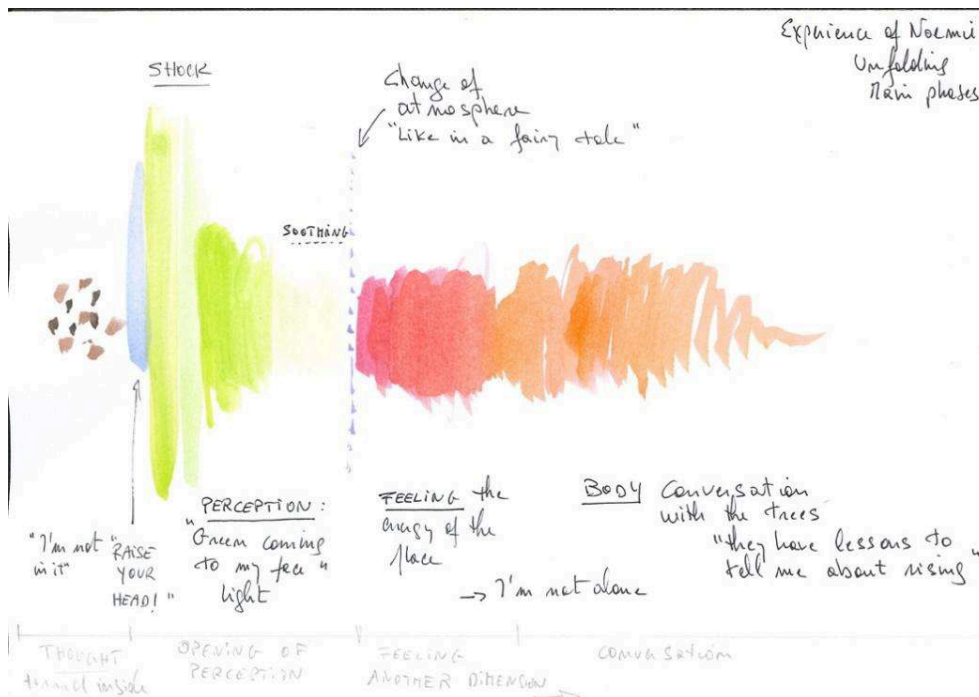 Experience of Noemie
Unfolding
Main phases
SHOCK
Change of
atmosphere
"Like in a fairy tale"
SOOTHING
"I'm not
in it"
"RAISE
YOUR
HEAD!"
PERCEPTION:
"Green coming
to my face"
light
FEELING the
energy of the
place
→ I'm not alone
BODY Conversation
with the trees
"they have lessons to
tell me about rising"
THOUGHT
turned inside
OPENING OF
PERCEPTION
FEELING
ANOTHER DIMENSION
CONVERSATION